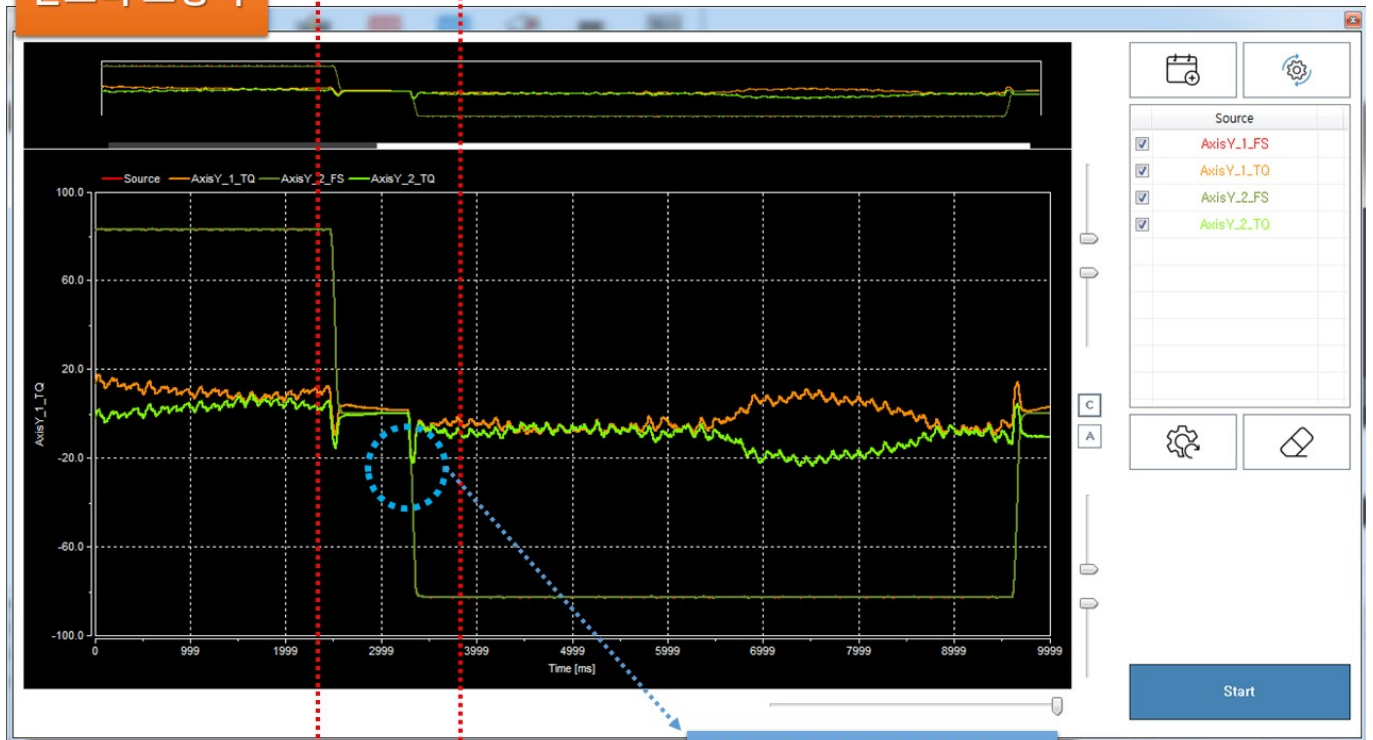 Source
AxisY_1_FS
AxisY_1_TQ
AxisY_2_FS
AxisY_2_TQ
Source AxisY_1_TQ AxisY_2_FS AxisY_2_TQ
100.0
60.0
20.0
-20.0
-60.0
-100.0
AxisY_1_TQ
0 999 1999 2999 3999 4999 5999 6999 7999 8999 9999
Time [ms]
C
A
Start